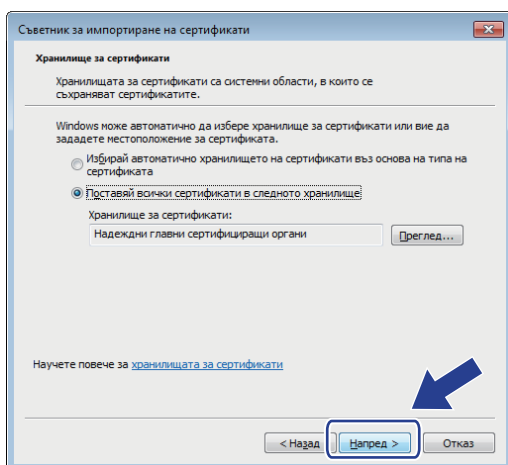 Съветник за импортиране на сертификати
Хранилище за сертификати
Хранилищата за сертификати са системни области, в които се
съхраняват сертификатите.
Windows може автоматично да избере хранилище за сертификати или вие да
зададете местоположение за сертификата.
Избирай автоматично хранилището на сертификати въз основа на типа на
сертификата
Поставяй всички сертификати в следното хранилище
Хранилище за сертификати:
Надеждни главни сертифициращи органи
Преглед...
Научете повече за хранилищата за сертификати
< Назад
Напред >
Отказ